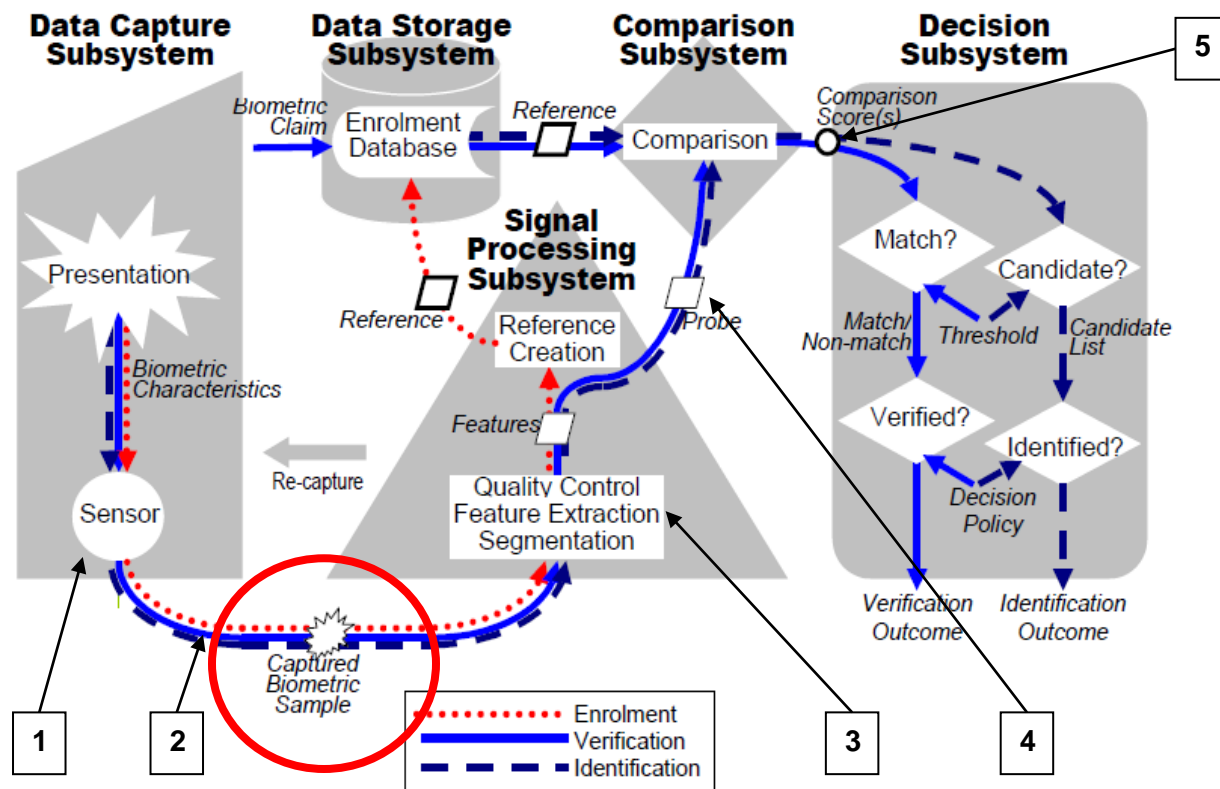 Data Capture
Subsystem
Data Storage
Subsystem
Comparison
Subsystem
Decision
Subsystem
5
Biometric
Claim
Enrolment
Database
Reference
Comparison
Comparison
Score(s)
Presentation
Signal
Processing
Subsystem
Match?
Candidate?
Reference
Reference
Creation
Probe
Match/
Non-match
Threshold
Candidate
List
Biometric
Characteristics
Features
Verified?
Identified?
Re-capture
Sensor
Quality Control
Feature Extraction
Segmentation
Decision
Policy
Verification
Outcome
Identification
Outcome
Captured
Biometric
Sample
1
2
3
4
Enrolment
Verification
Identification